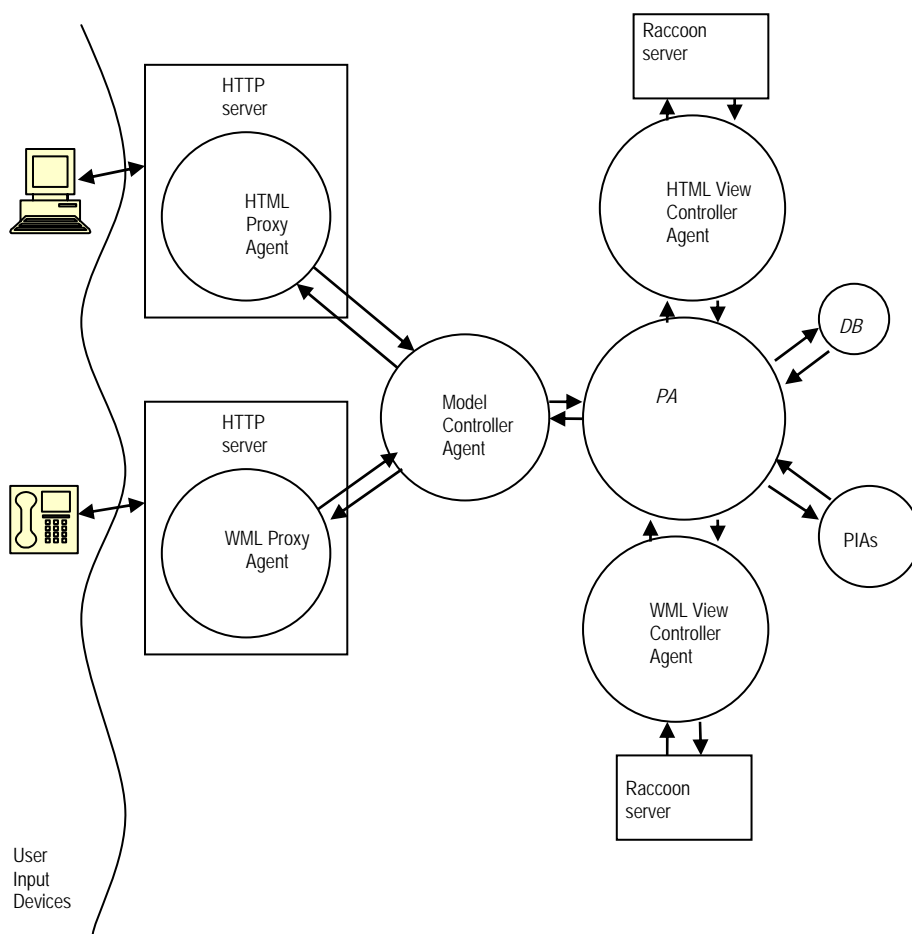 Raccoon
server
HTTP
server
HTML
Proxy
Agent
HTML View
Controller
Agent
DB
PA
Model
Controller
Agent
HTTP
server
WML Proxy
Agent
PIAs
WML View
Controller
Agent
Raccoon
server
User
Input
Devices